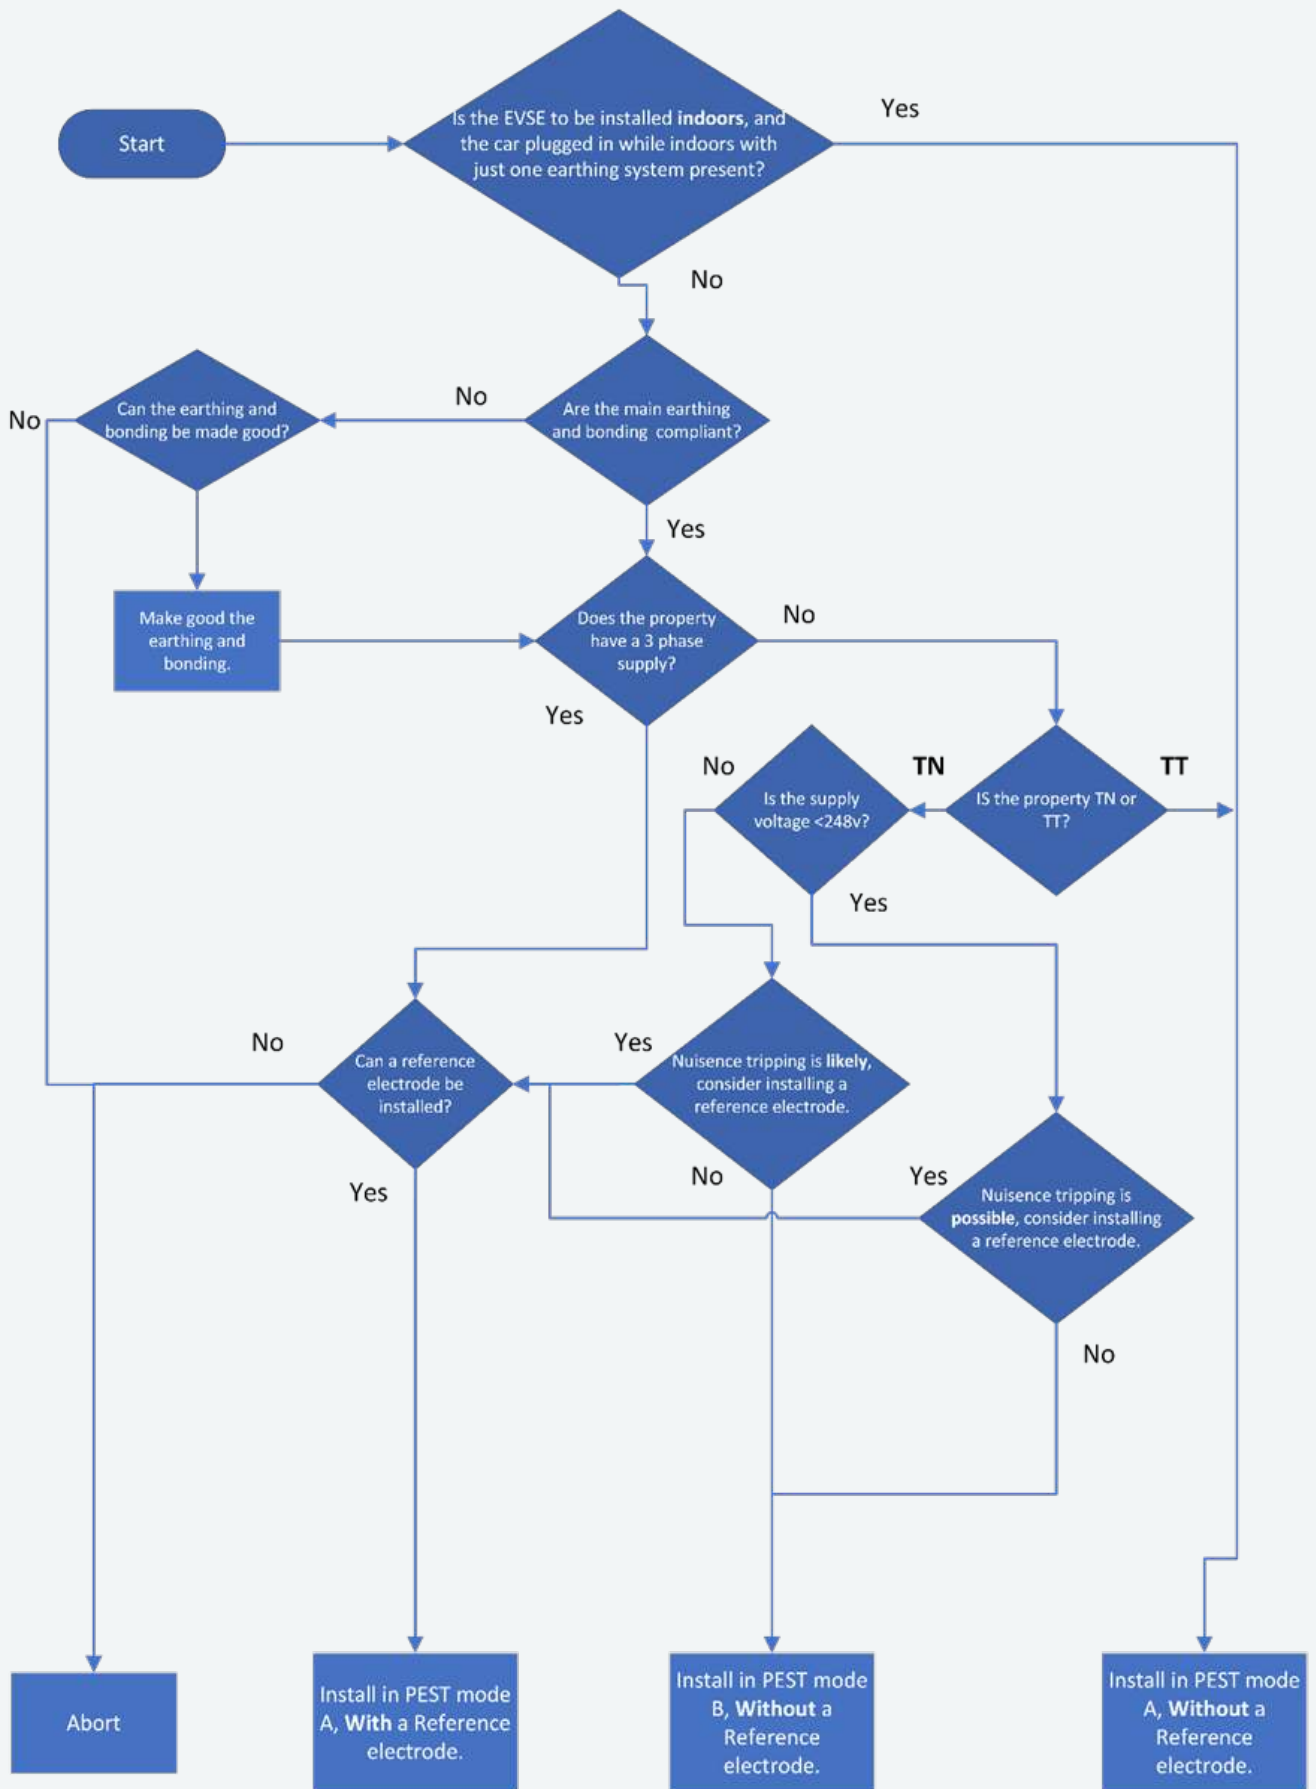 Yes
Is the EVSE to be installed indoors, and
the car plugged in while indoors with
just one earthing system present?
Start
No
No
No
Can the earthing and
bonding be made good?
Are the main earthing
and bonding compliant?
Yes
Make good the
earthing and
bonding.
Does the property
have a 3 phase
supply?
No
Yes
No
TN
TT
Is the supply
voltage <248v?
IS the property TN or
TT?
Yes
No
Can a reference
electrode be
installed?
Yes
Nuisence tripping is likely,
consider installing a
reference electrode.
Yes
No
Yes
Nuisence tripping is
possible, consider installing
a reference electrode.
No
Abort
Install in PEST mode
A, With a Reference
electrode.
Install in PEST mode
B, Without a
Reference
electrode.
Install in PEST mode
A, Without a
Reference
electrode.